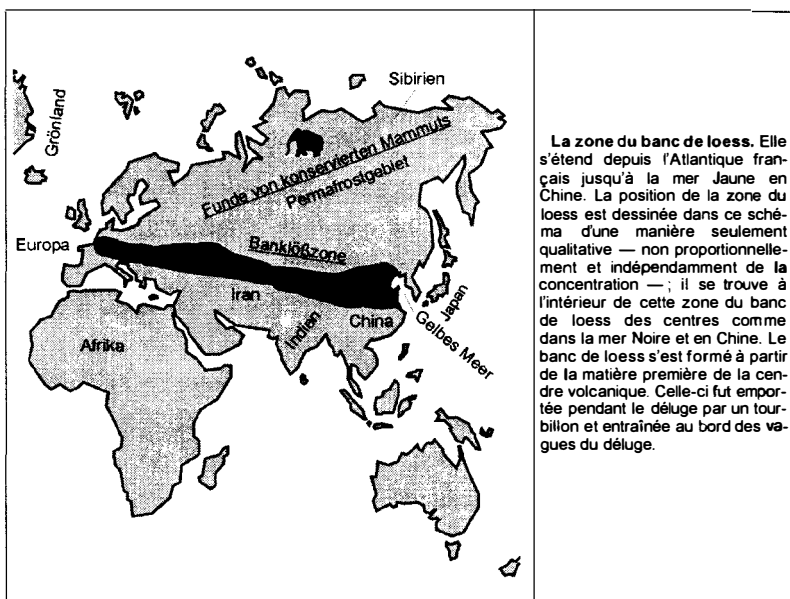 Sibirien
Grönland
Funde von konservierten Mammuts
Permafrostgebiet
Europa
Banklößzone
Iran
Japan
China
Indien
Gelbes Meer
Afrika
La zone du banc de loess. Elle
s'étend depuis l'Atlantique fran-
çais jusqu'à la mer Jaune en
Chine. La position de la zone du
loess est dessinée dans ce sché-
ma d'une manière seulement
qualitative — non proportionnelle-
ment et indépendamment de la
concentration — ; il se trouve à
l'intérieur de cette zone du banc
de loess des centres comme
dans la mer Noire et en Chine. Le
banc de loess s'est formé à partir
de la matière première de la cen-
dre volcanique. Celle-ci fut empor-
tée pendant le déluge par un tour-
billon et entraînée au bord des va-
gues du déluge.